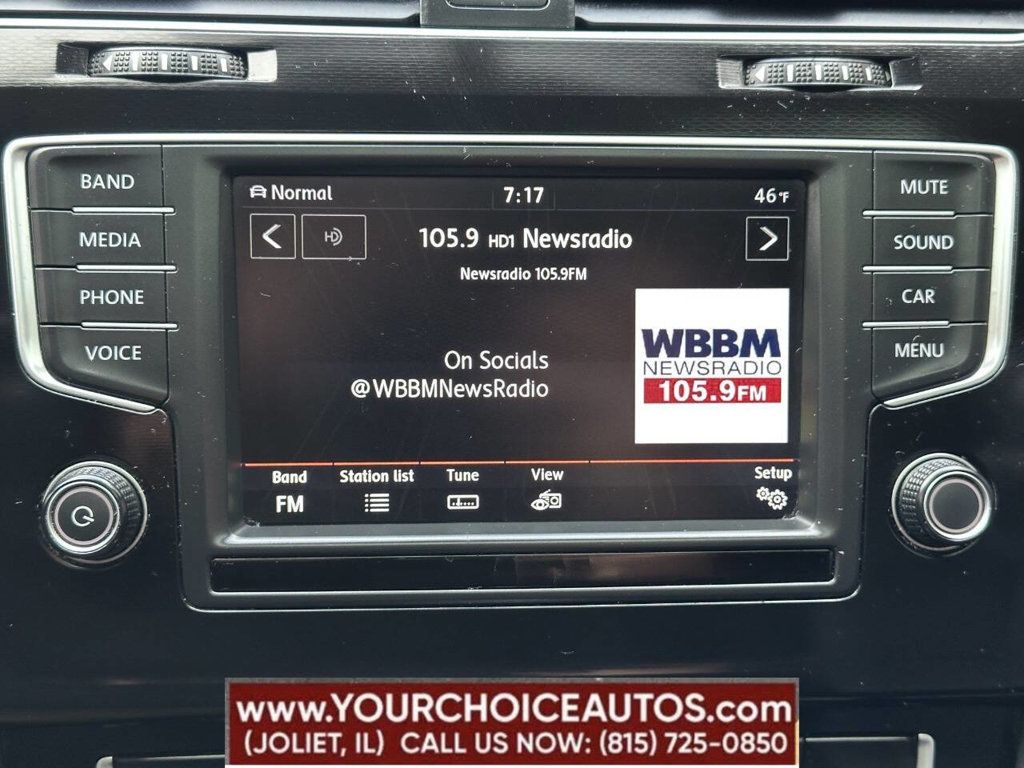 BAND
MEDIA
PHONE
VOICE
Normal 7:17 46°F
HD
105.9 HD1 Newsradio
Newsradio 105.9FM
On Socials
@WBBMNewsRadio
WBBM
NEWSRADIO
105.9FM
Band Station list Tune View Setup
FM
MUTE
SOUND
CAR
MENU
www.YOURCHOICEAUTOS.com
(JOLIET, IL) CALL US NOW: (815) 725-0850